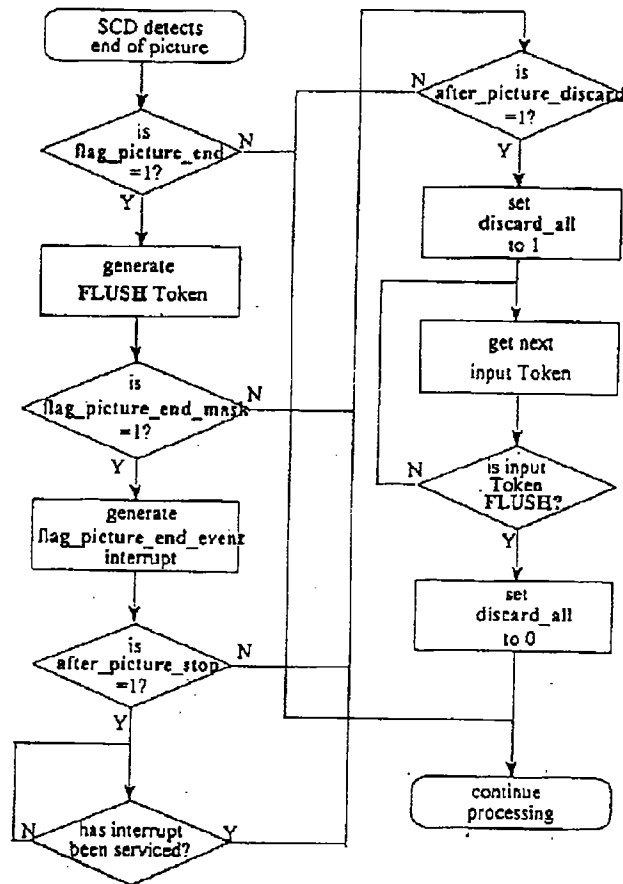 SCD detects
end of picture
is
flag_picture_end
=1?
N
Y
generate
FLUSH Token
is
flag_picture_end_mask
=1?
N
Y
generate
flag_picture_end_event
interrupt
is
after_picture_stop
=1?
N
Y
has interrupt
been serviced?
N
Y
is
after_picture_discard
=1?
N
Y
set
discard_all
to 1
get next
input Token
is input
Token
FLUSH?
N
Y
set
discard_all
to 0
continue
processing